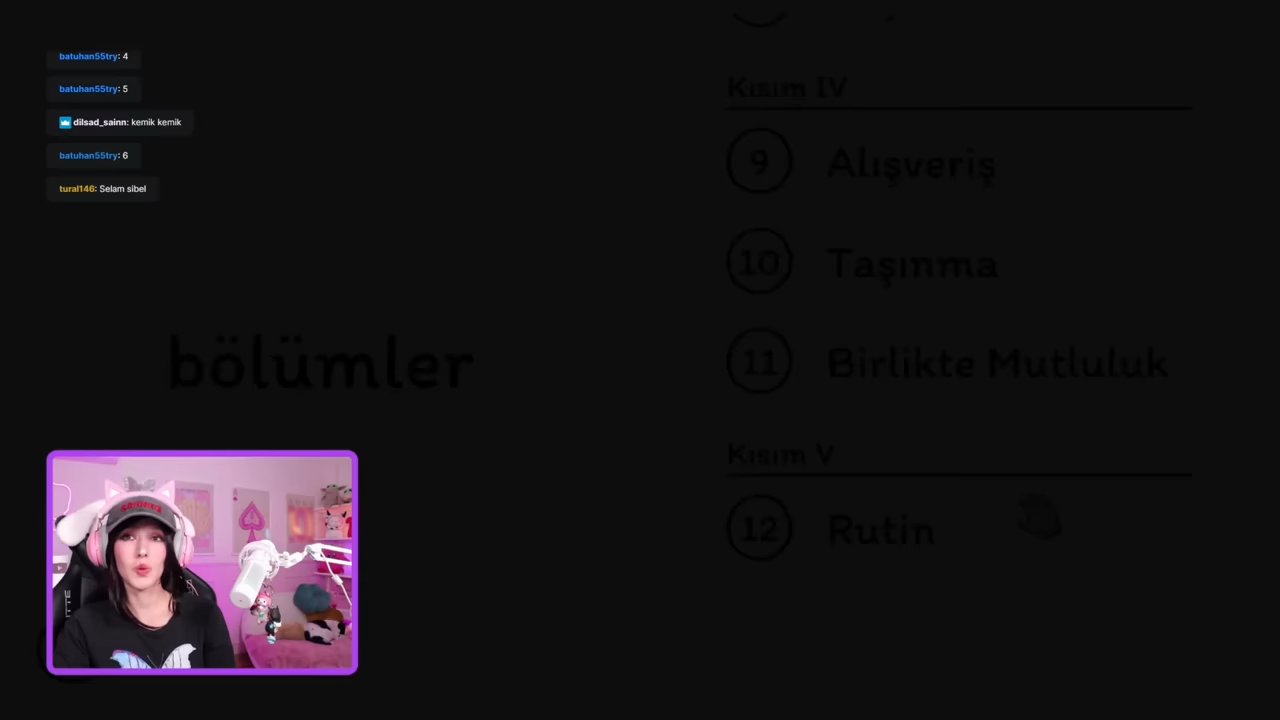 batuhan55try: 4
batuhan55try: 5
dilsad_sainn: kemik kemik
batuhan55try: 6
tural146: Selam sibel
bölümler
Kısım IV
9 Alışveriş
10 Taşınma
11 Birlikte Mutluluk
Kısım V
12 Rutin